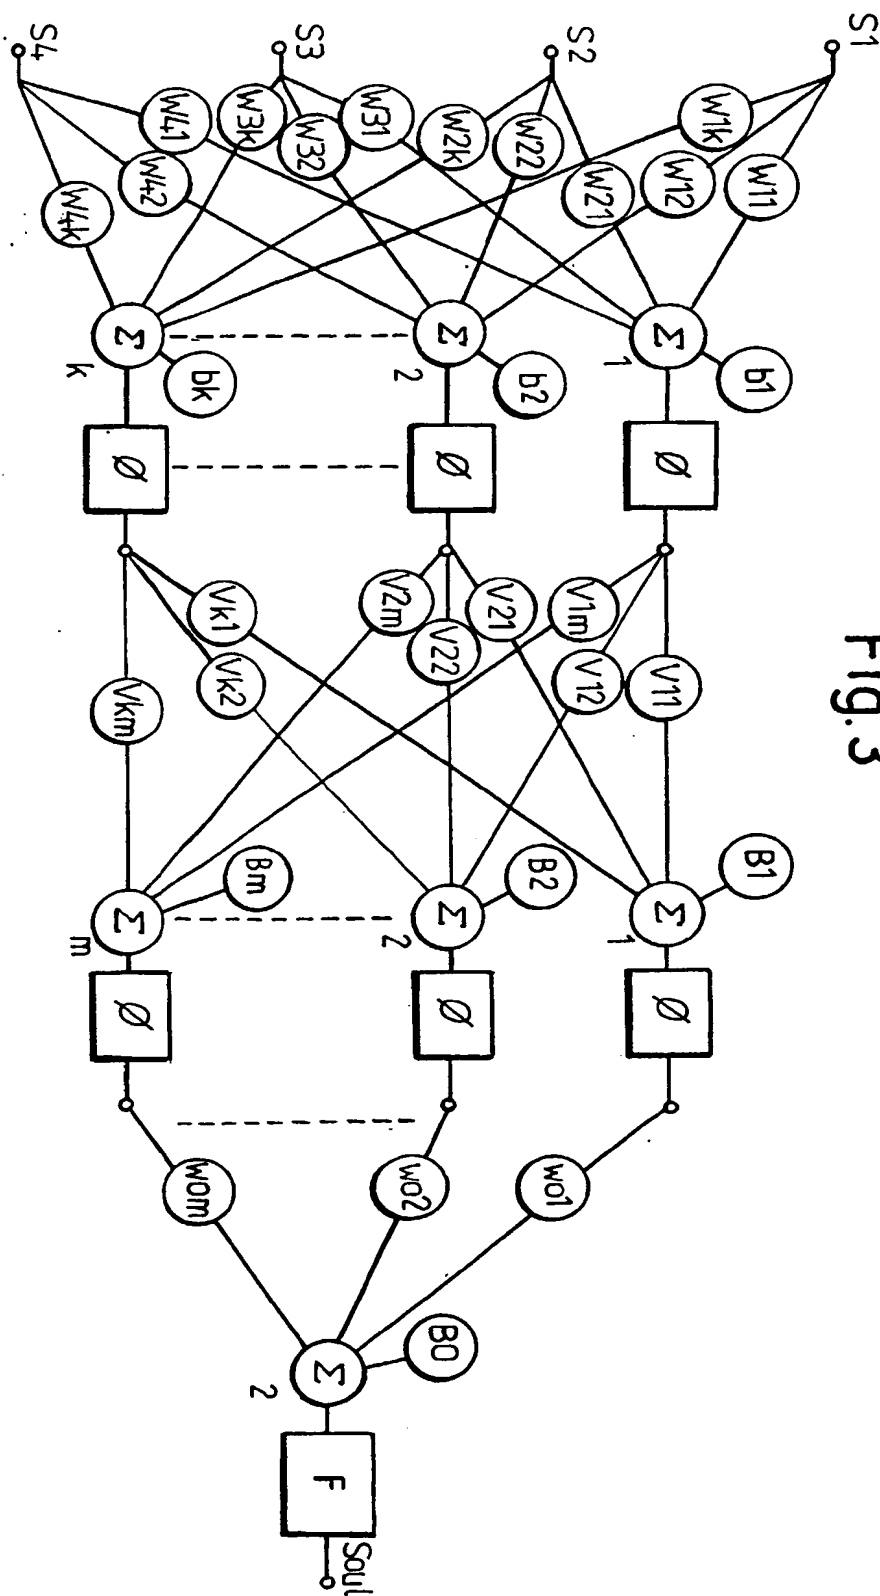 Fig.3
S1
S2
S3
S4
W11
W12
W1k
W21
W22
W2k
W31
W32
W3k
W41
W42
W4k
Σ
1
b1
Σ
2
b2
Σ
k
bk
Ø
Ø
Ø
V11
V12
V1m
V21
V22
V2m
Vk1
Vk2
Vkm
Σ
1
B1
Σ
2
B2
Σ
m
Bm
Ø
Ø
Ø
wo1
wo2
wom
Σ
2
BO
F
Sout